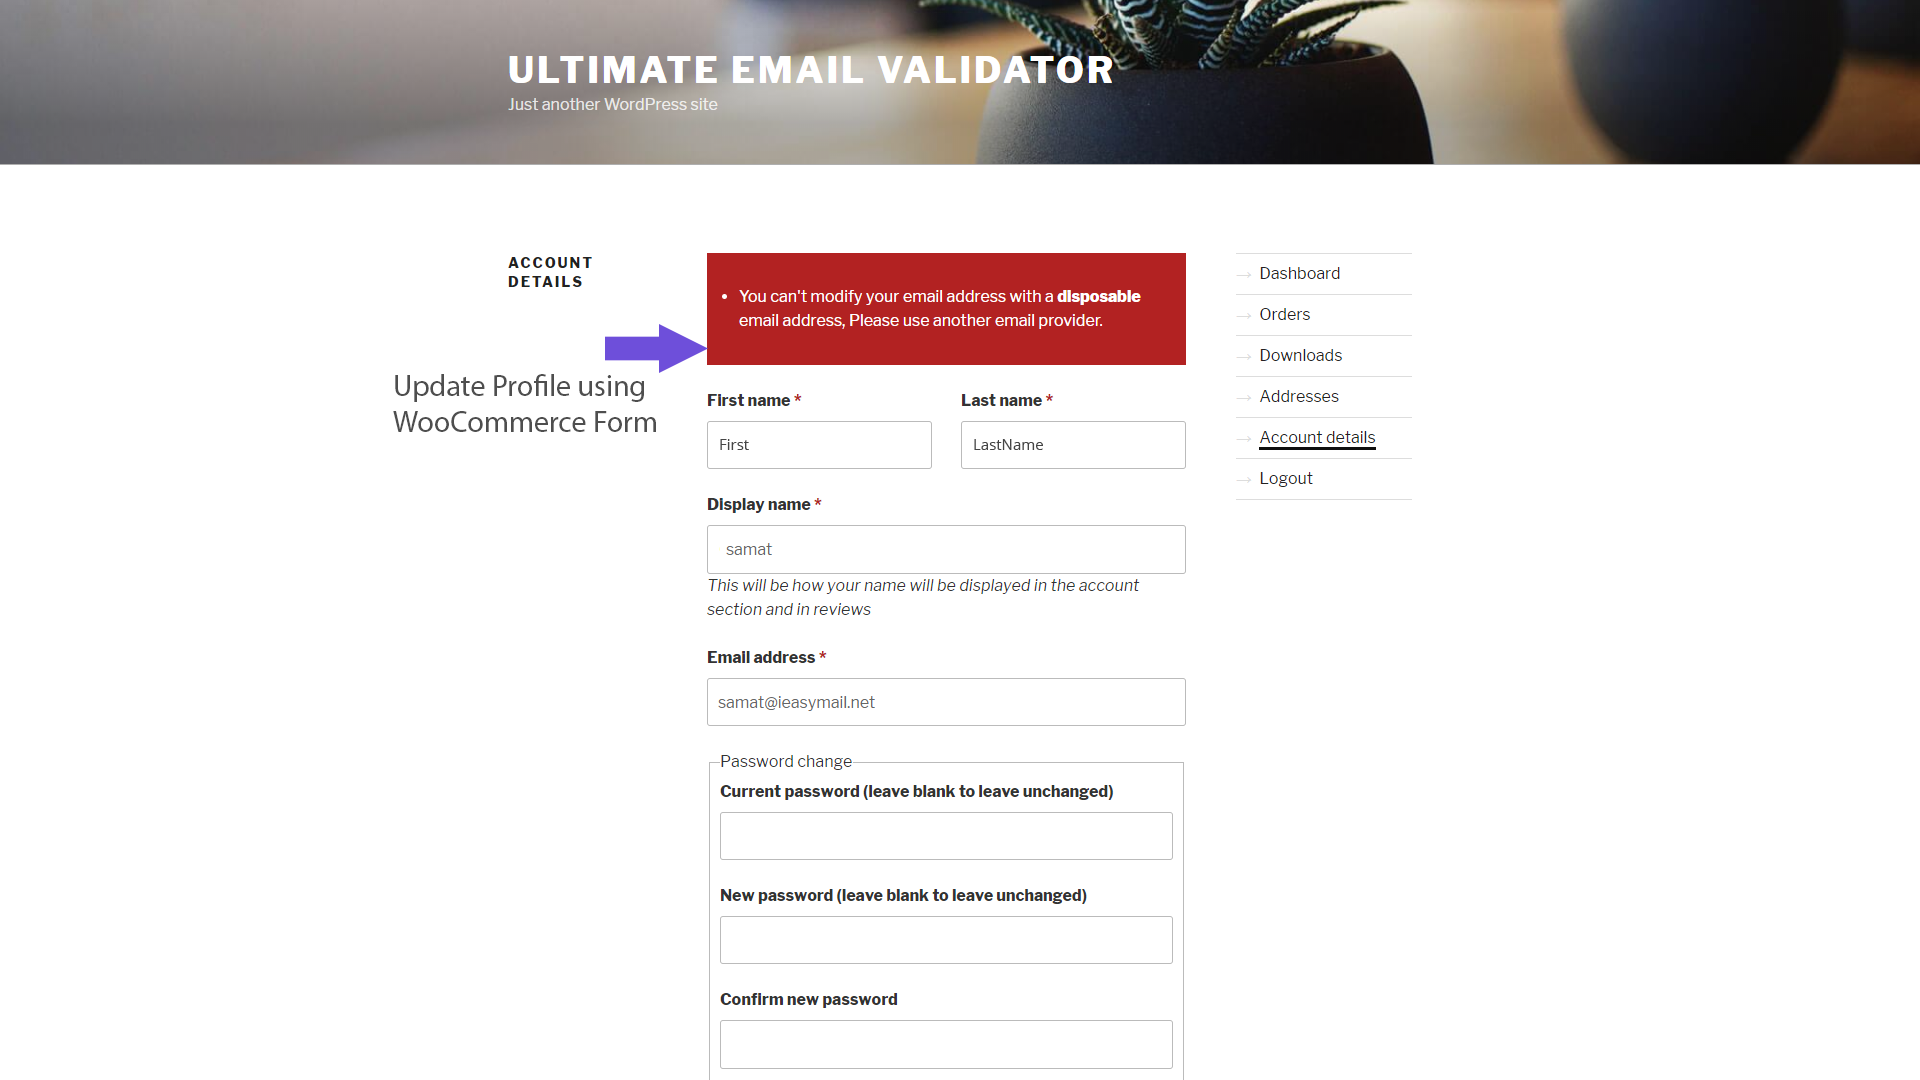 ULTIMATE EMAIL VALIDATOR
Just another WordPress site
ACCOUNT
DETAILS
You can't modify your email address with a disposable
email address, Please use another email provider.
Update Profile using
WooCommerce Form
First name *
Last name *
First
LastName
Display name *
samat
This will be how your name will be displayed in the account
section and in reviews
Email address *
samat@ieasymail.net
Password change
Current password (leave blank to leave unchanged)
New password (leave blank to leave unchanged)
Confirm new password
Dashboard
Orders
Downloads
Addresses
Account details
Logout